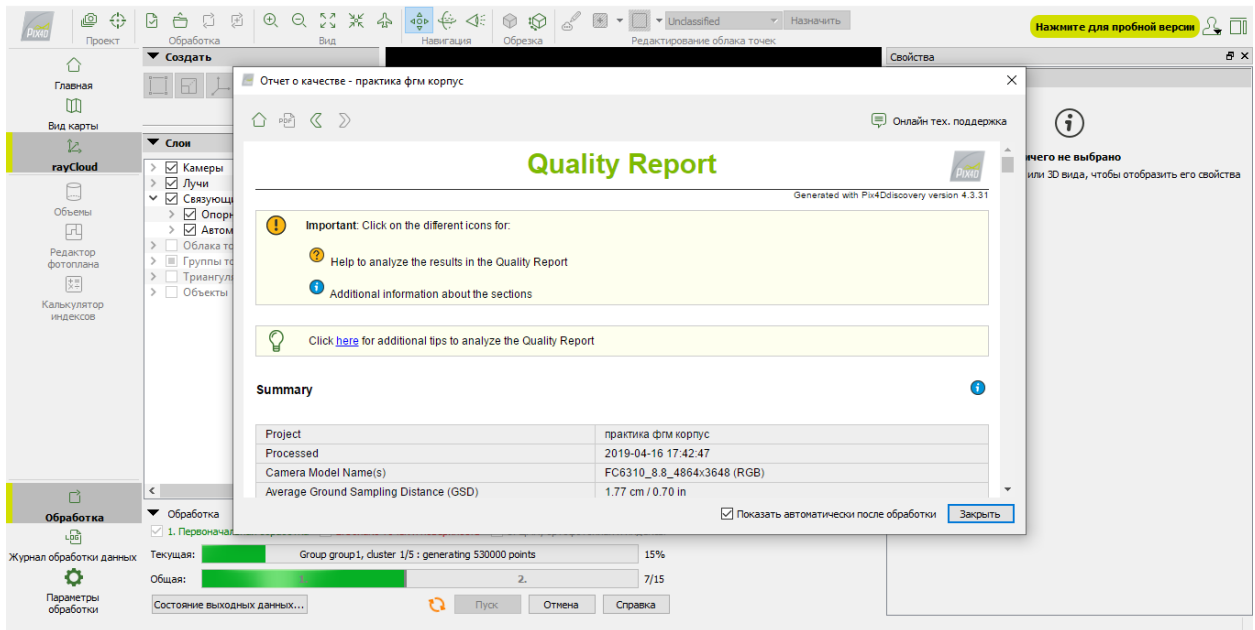 PIX4D
Проект
Обработка
Вид
Навигация
Обрезка
Unclassified
Назначить
Редактирование облака точек
Нажмите для пробной версии
Главная
Вид карты
rayCloud
Объемы
Редактор
фотоплана
Калькулятор
индексов
Создать
Слои
Камеры
Лучи
Связующ
Опорн
Автом
Облака то
Группы то
Триангуля
Объекты
Отчет о качестве - практика фгм корпус
PDF
Онлайн тех. поддержка
Quality Report
PIX4D
Generated with Pix4Ddiscovery version 4.3.31
Important: Click on the different icons for:
Help to analyze the results in the Quality Report
Additional information about the sections
Click here for additional tips to analyze the Quality Report
Summary
Project практика фгм корпус
Processed 2019-04-16 17:42:47
Camera Model Name(s) FC6310_8.8_4864x3648 (RGB)
Average Ground Sampling Distance (GSD) 1.77 cm / 0.70 in
Показать автоматически после обработки Закрыть
Свойства
ичего не выбрано
или 3D вида, чтобы отобразить его свойства
Обработка
LOG
Журнал обработки данных
Параметры
обработки
Обработка
1. Первоначал
Текущая: Group group1, cluster 1/5 : generating 530000 points 15%
Общая: 1 2. 7/15
Состояние выходных данных... Пуск Отмена Справка